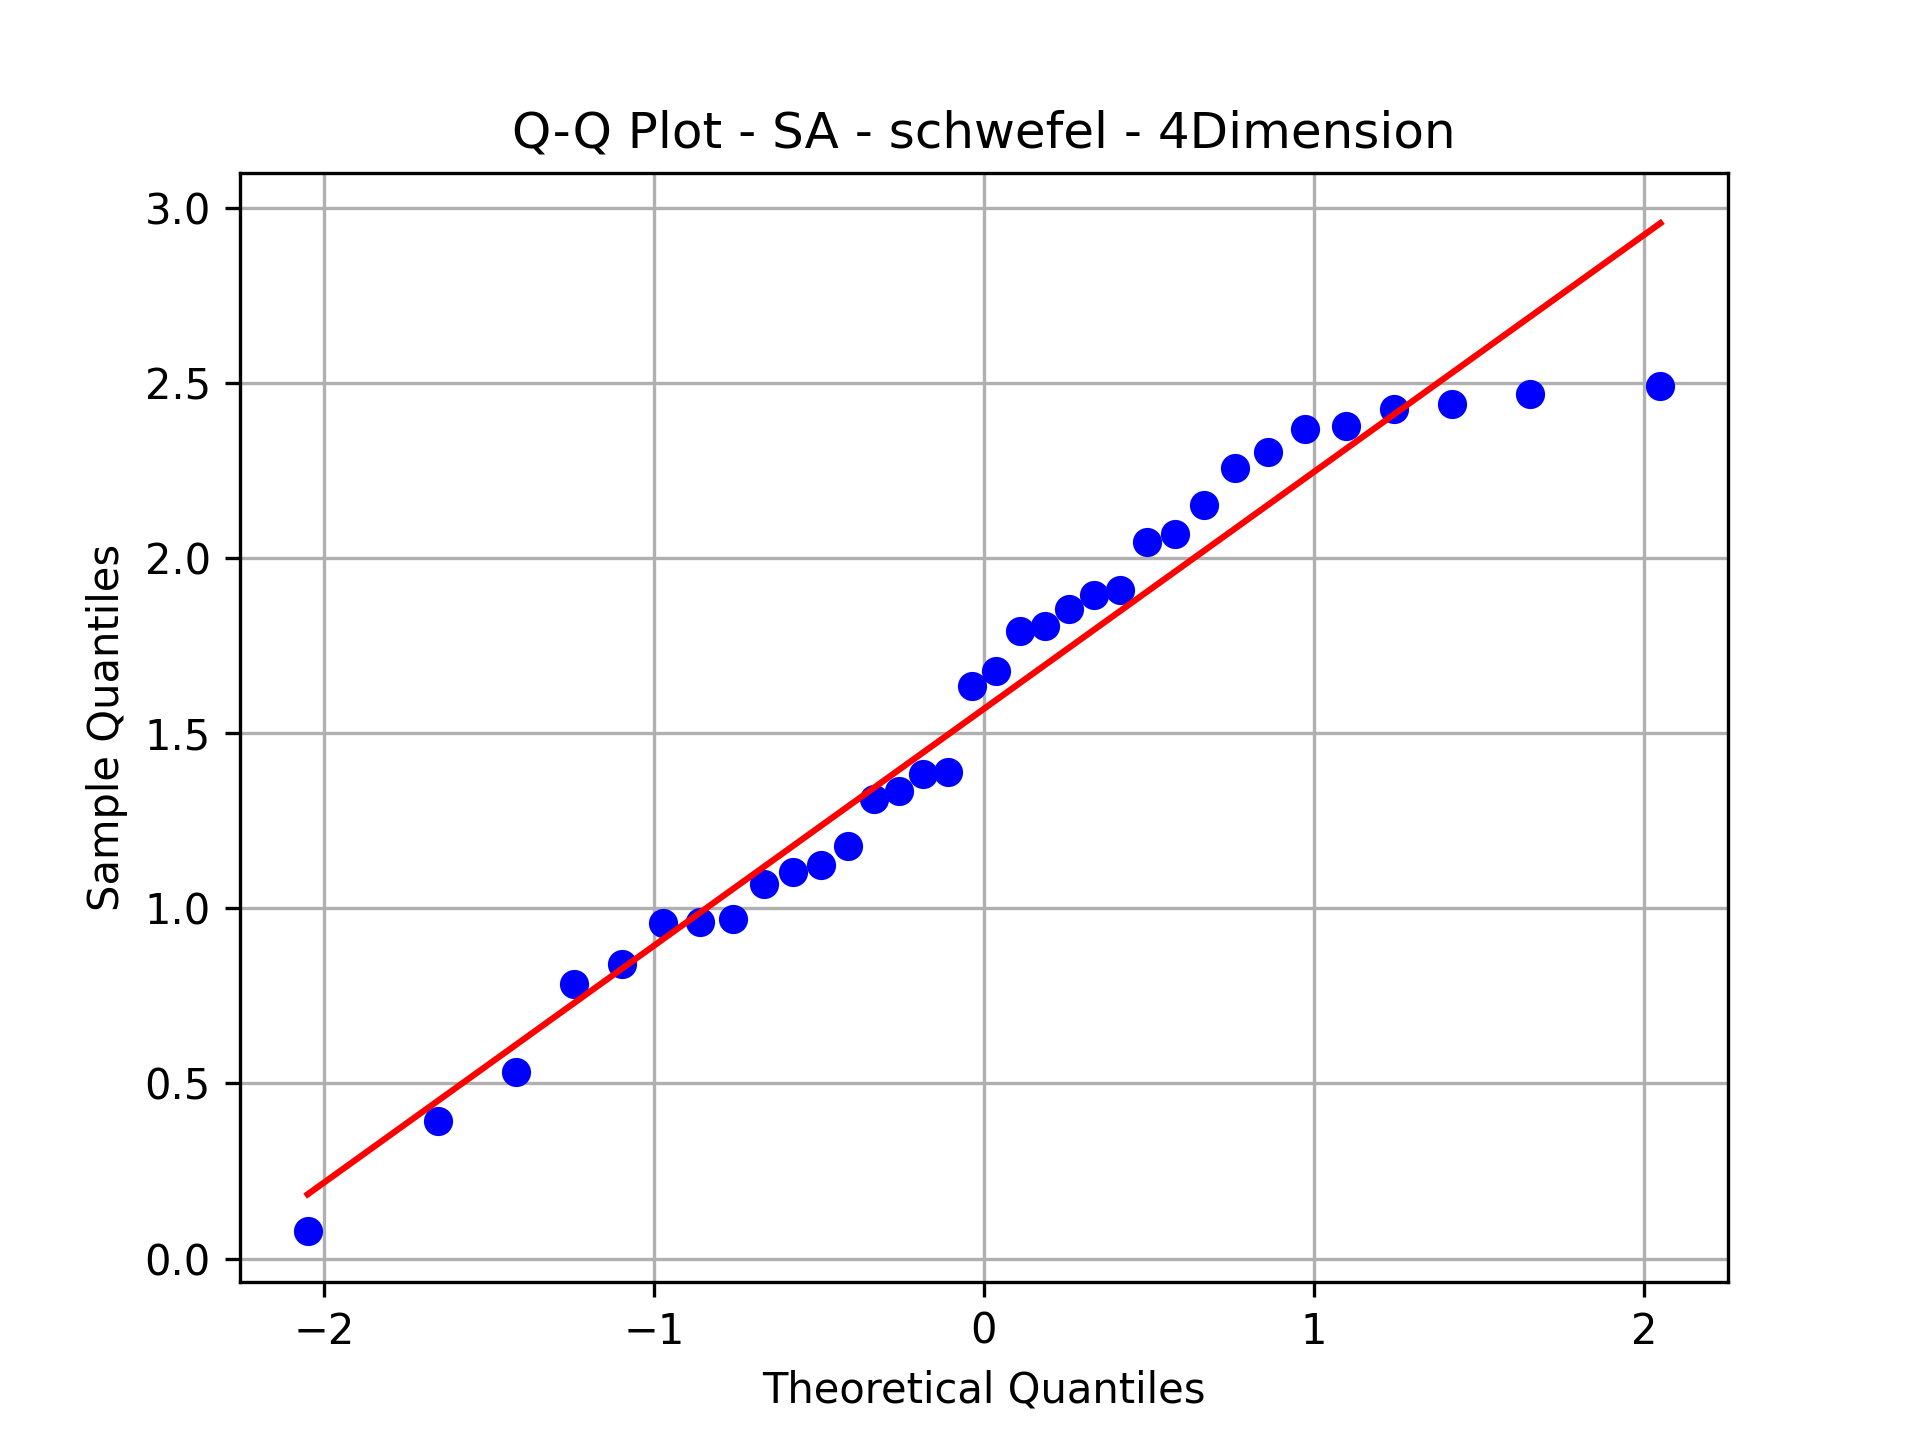 Q-Q Plot - SA - schwefel - 4Dimension
3.0
2.5
2.0
1.5
1.0
0.5
0.0
Sample Quantiles
−2 −1 0 1 2
Theoretical Quantiles